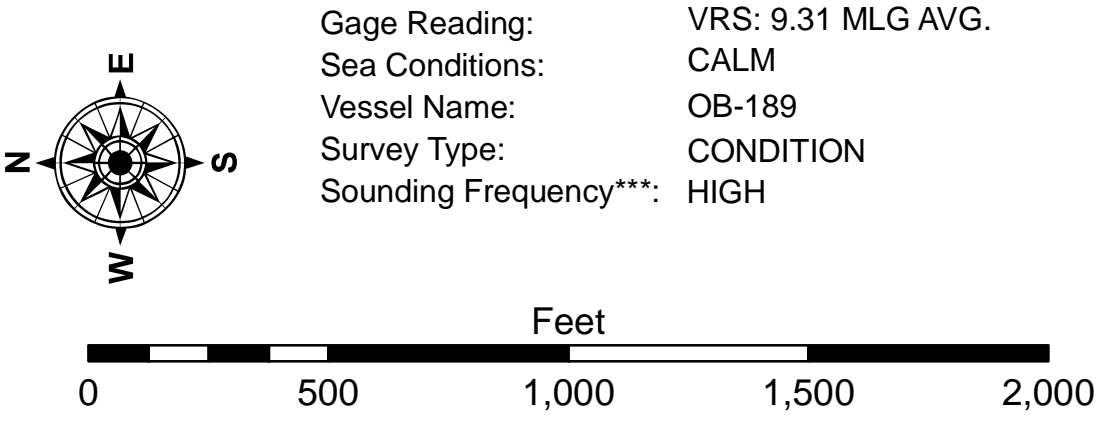 Gage Reading: VRS: 9.31 MLG AVG.
Sea Conditions: CALM
Vessel Name: OB-189
Survey Type: CONDITION
Sounding Frequency***: HIGH
E
N S
W
Feet
0 500 1,000 1,500 2,000